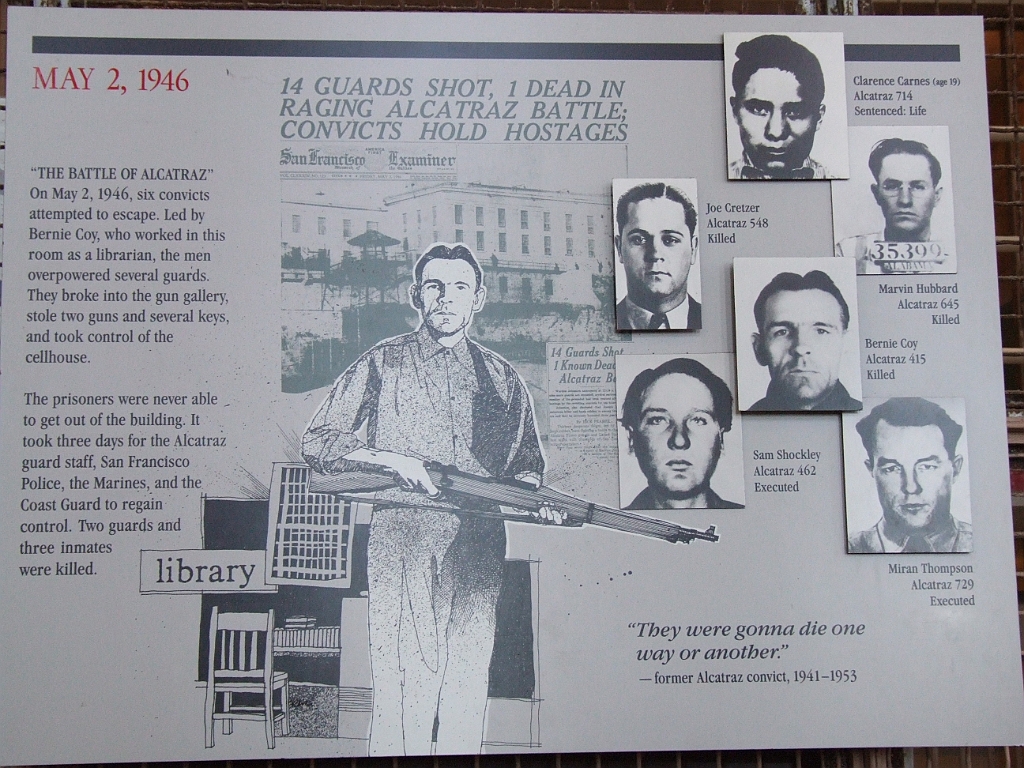 MAY 2, 1946
14 GUARDS SHOT, 1 DEAD IN
RAGING ALCATRAZ BATTLE;
CONVICTS HOLD HOSTAGES
San Francisco Examiner
"THE BATTLE OF ALCATRAZ"
On May 2, 1946, six convicts
attempted to escape. Led by
Bernie Coy, who worked in this
room as a librarian, the men
overpowered several guards.
They broke into the gun gallery,
stole two guns and several keys,
and took control of the
cellhouse.
The prisoners were never able
to get out of the building. It
took three days for the Alcatraz
guard staff, San Francisco
Police, the Marines, and the
Coast Guard to regain
control. Two guards and
three inmates
were killed.
library
14 Guards Shot
1 Known Dead
Alcatraz
Clarence Carnes (age 19)
Alcatraz 714
Sentenced: Life
Joe Cretzer
Alcatraz 548
Killed
35399
ALABAMA
Marvin Hubbard
Alcatraz 645
Killed
Bernie Coy
Alcatraz 415
Killed
Sam Shockley
Alcatraz 462
Executed
Miran Thompson
Alcatraz 729
Executed
"They were gonna die one
way or another."
—former Alcatraz convict, 1941–1953